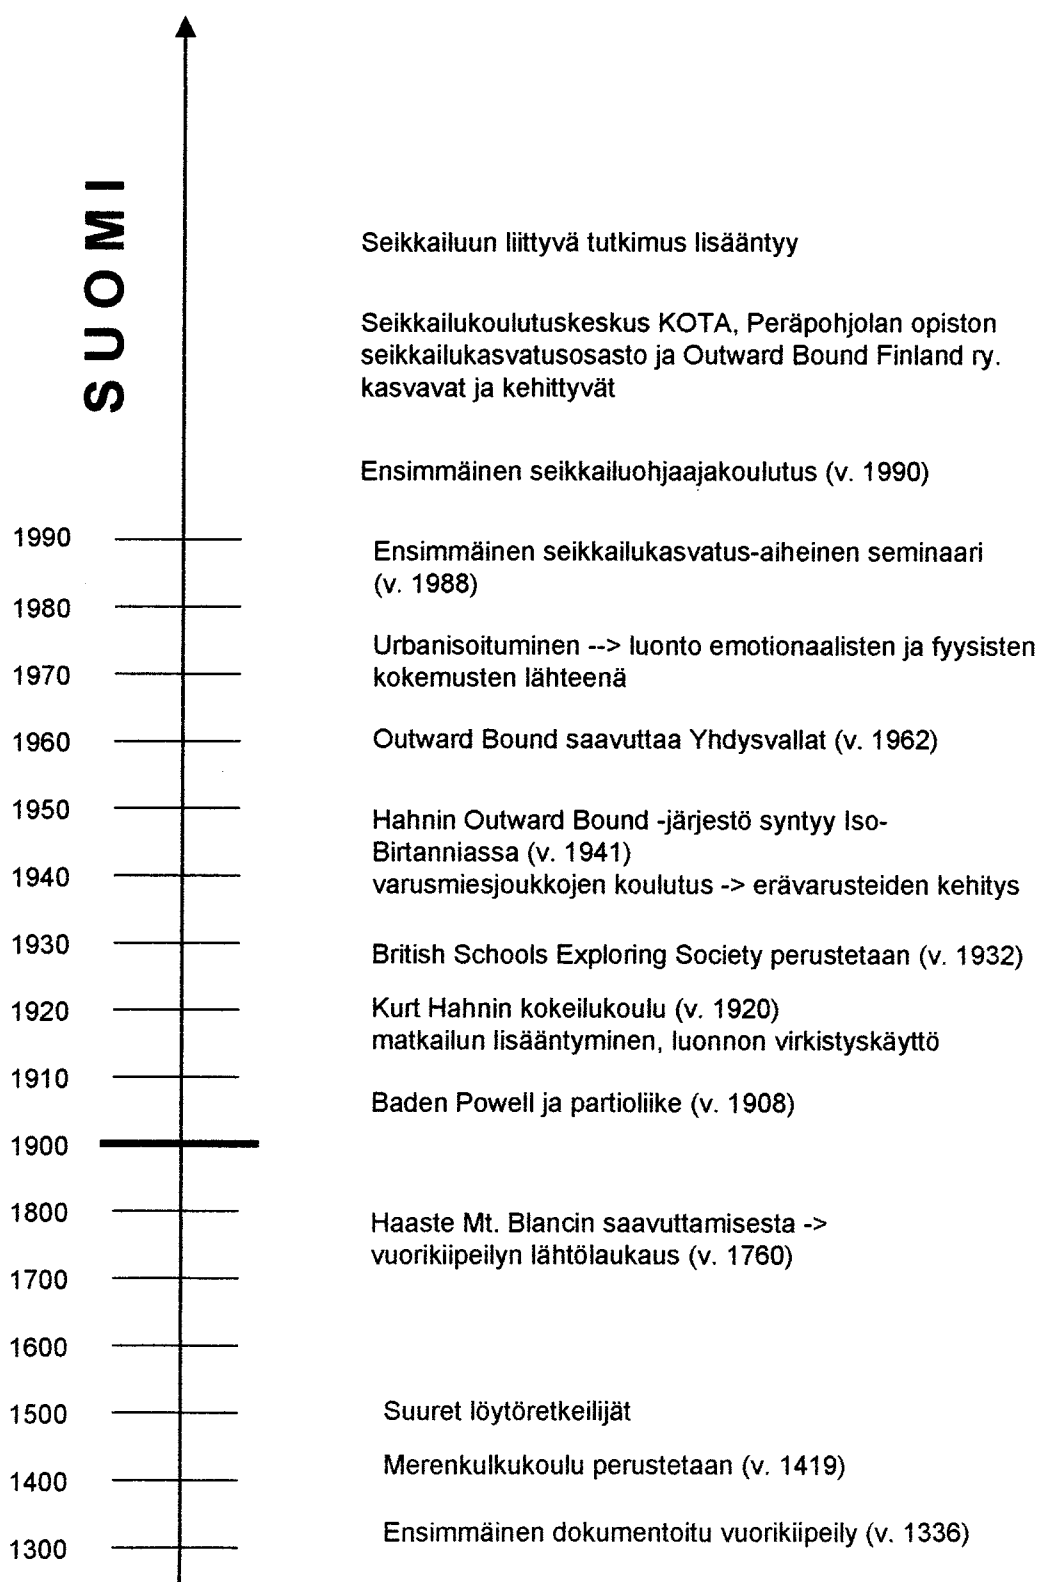 SUOMI
Seikkailuun liittyvä tutkimus lisääntyy
Seikkailukoulutuskeskus KOTA, Peräpohjolan opiston
seikkailukasvatusosasto ja Outward Bound Finland ry.
kasvavat ja kehittyvät
Ensimmäinen seikkailuohjaajakoulutus (v. 1990)
1990
Ensimmäinen seikkailukasvatus-aiheinen seminaari
(v. 1988)
1980
Urbanisoituminen --> luonto emotionaalisten ja fyysisten
1970
kokemusten lähteenä
1960
Outward Bound saavuttaa Yhdysvallat (v. 1962)
1950
Hahnin Outward Bound -järjestö syntyy Iso-
Birtanniassa (v. 1941)
1940
varusmiesjoukkojen koulutus -> erävarusteiden kehitys
1930
British Schools Exploring Society perustetaan (v. 1932)
1920
Kurt Hahnin kokeilukoulu (v. 1920)
matkailun lisääntyminen, luonnon virkistyskäyttö
1910
Baden Powell ja partioliike (v. 1908)
1900
1800
Haaste Mt. Blancin saavuttamisesta ->
vuorikiipeilyn lähtölaukaus (v. 1760)
1700
1600
1500
Suuret löytöretkeilijät
Merenkulkukoulu perustetaan (v. 1419)
1400
Ensimmäinen dokumentoitu vuorikiipeily (v. 1336)
1300